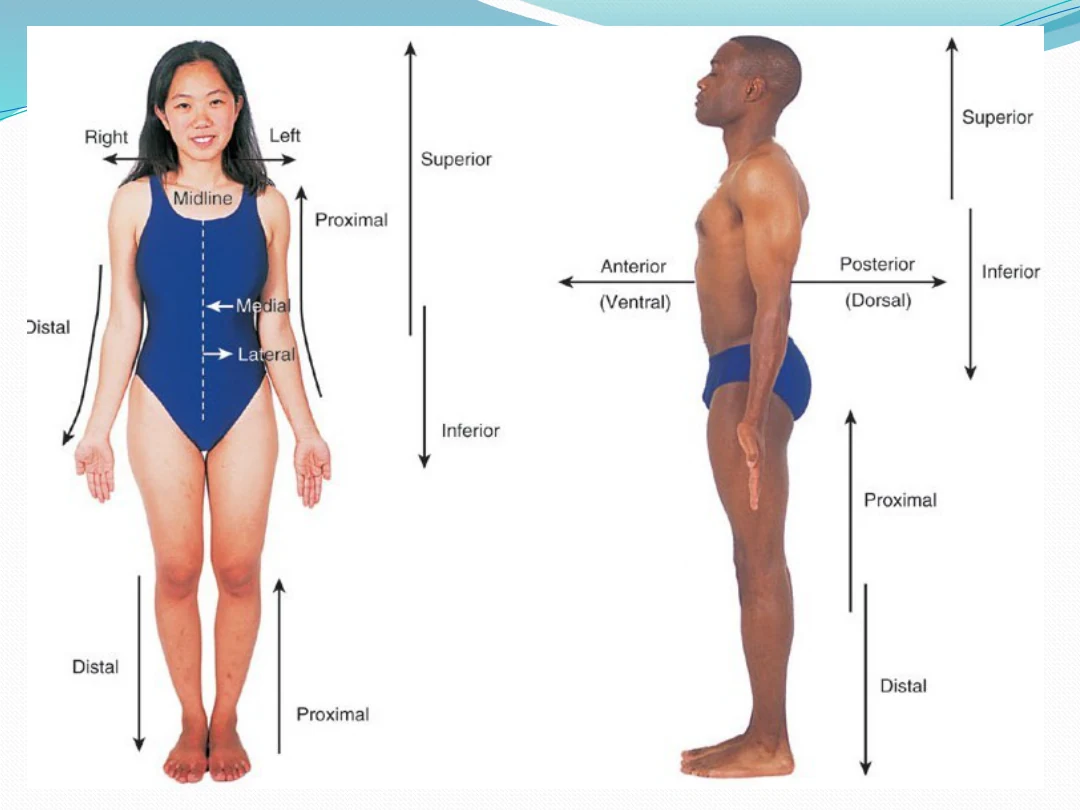 Right
Left
Superior
Midline
Proximal
Medial
Distal
Lateral
Inferior
Distal
Proximal
Superior
Anterior
(Ventral)
Posterior
(Dorsal)
Inferior
Proximal
Distal